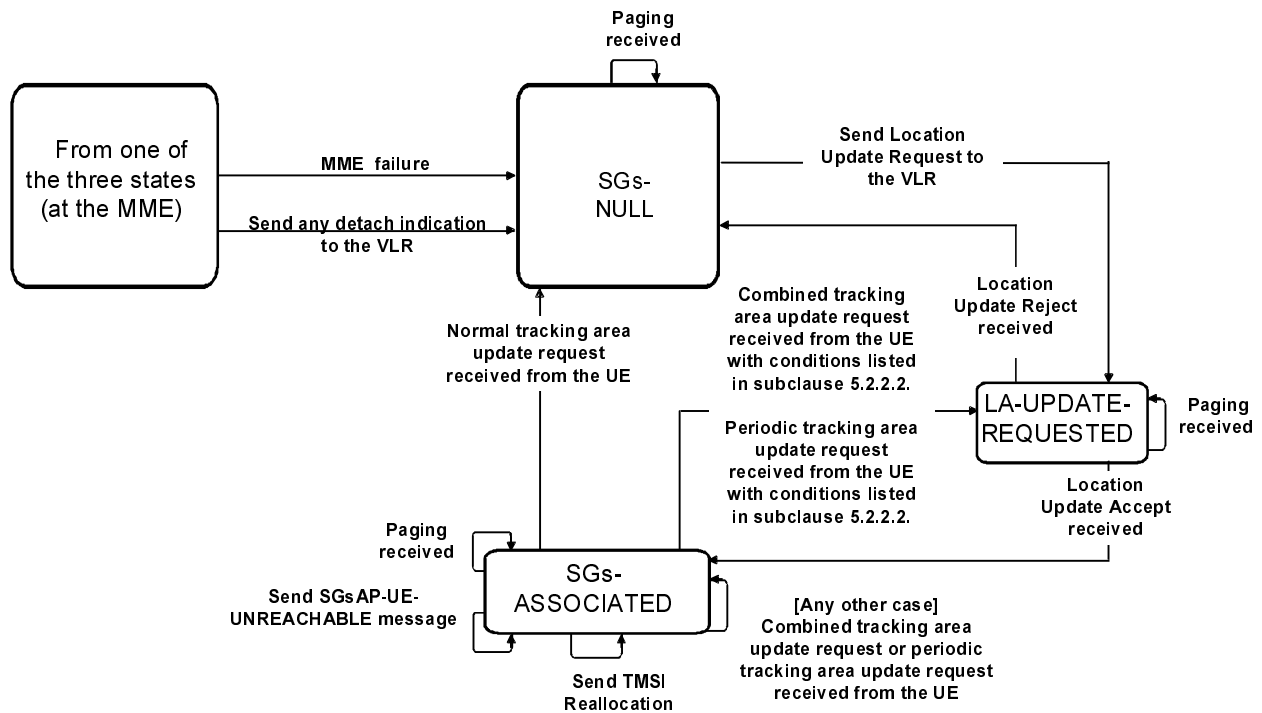 Paging
received
From one of
the three states
(at the MME)
MME failure
Send any detach indication
to the VLR
SGs-
NULL
Send Location
Update Request to
the VLR
Location
Update Reject
received
Normal tracking area
update request
received from the UE
Combined tracking
area update request
received from the UE
with conditions listed
in subclause 5.2.2.2.
Periodic tracking area
update request
received from the UE
with conditions listed
in subclause 5.2.2.2.
LA-UPDATE-
REQUESTED
Paging
received
Location
Update Accept
received
Paging
received
Send SGsAP-UE-
UNREACHABLE message
SGs-
ASSOCIATED
Send TMSI
Reallocation
[Any other case]
Combined tracking area
update request or periodic
tracking area update request
received from the UE